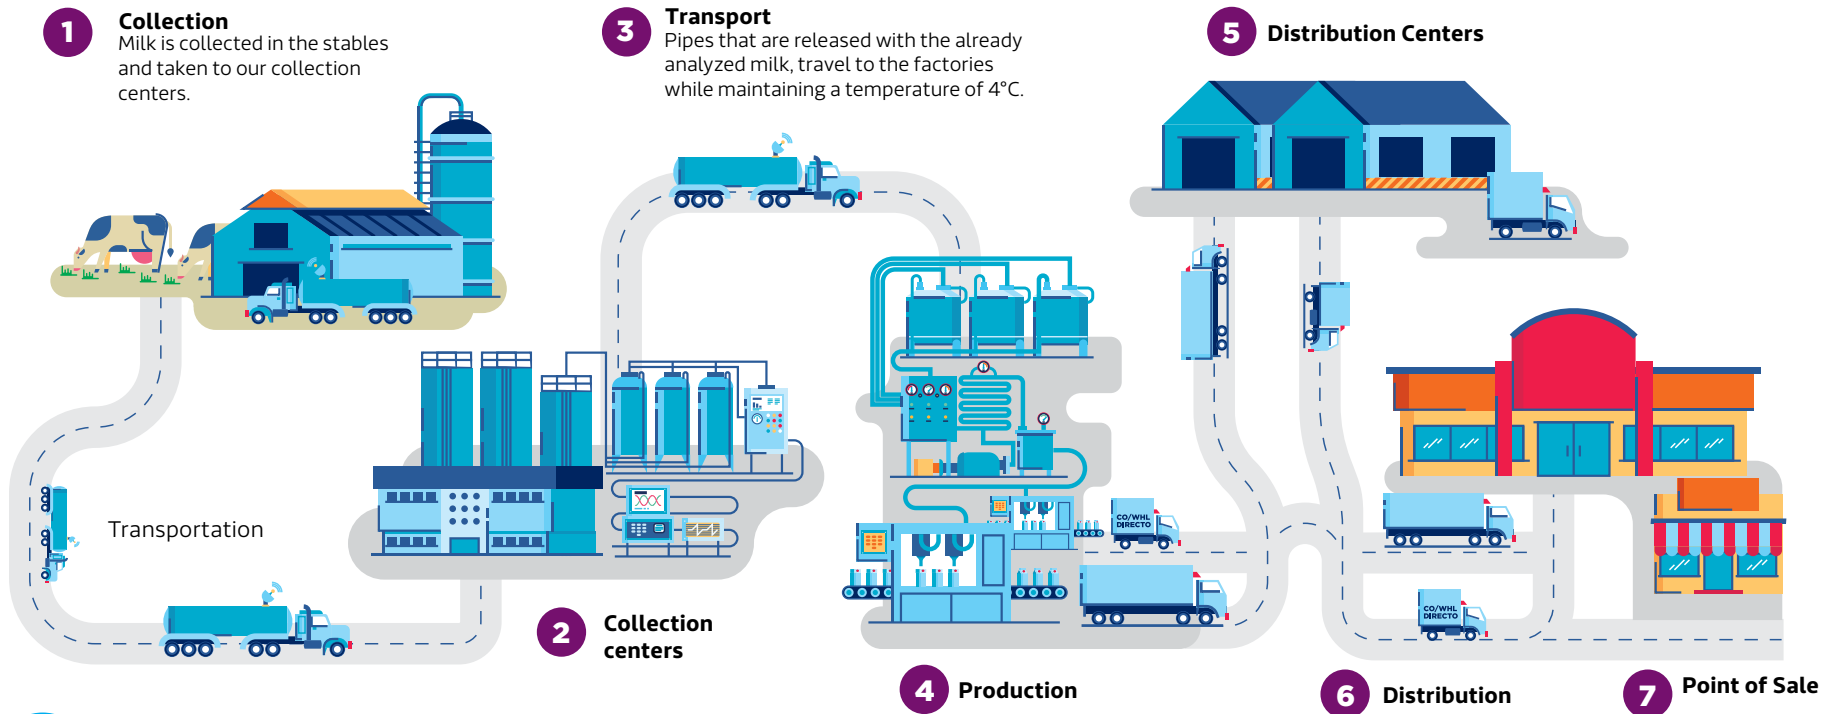 1
Collection
Milk is collected in the stables
and taken to our collection
centers.
3
Transport
Pipes that are released with the already
analyzed milk, travel to the factories
while maintaining a temperature of 4°C.
5
Distribution Centers
Transportation
CO/WHL
DIRECTO
CO/WHL
DIRECTO
2
Collection
centers
4
Production
6
Distribution
7
Point of Sale